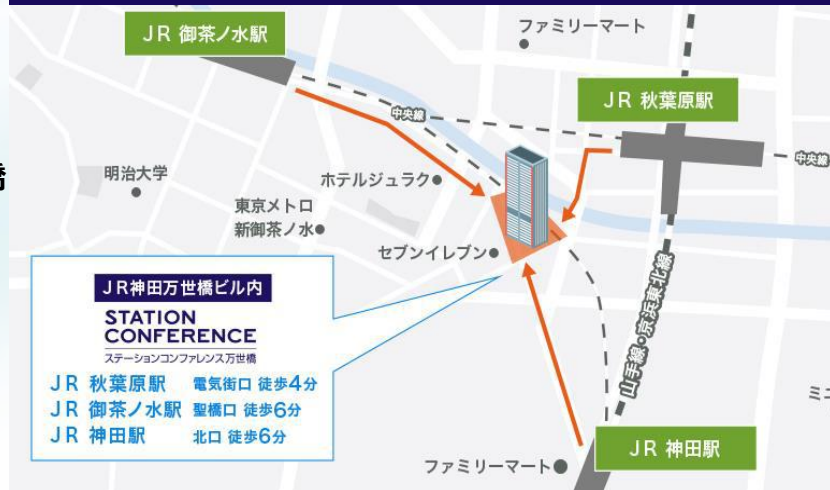 JR 御茶ノ水駅
ファミリーマート
JR 秋葉原駅
中央線
中央線
明治大学
ホテルジュラク
東京メトロ
新御茶ノ水
セブンイレブン
山手線・京浜東北線
JR神田万世橋ビル内
STATION
CONFERENCE
ステーションコンファレンス万世橋
JR 秋葉原駅 電気街口 徒歩4分
JR 御茶ノ水駅 聖橋口 徒歩6分
JR 神田駅 北口 徒歩6分
JR 神田駅
ファミリーマート